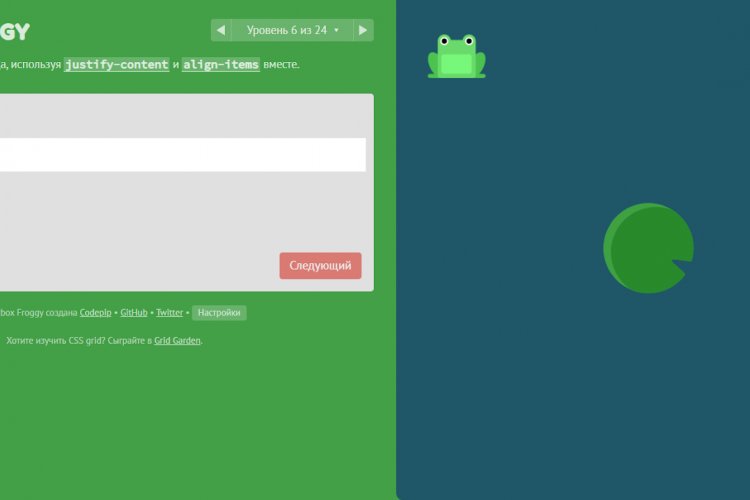 GY
Уровень 6 из 24
используя justify-content и align-items вместе.
Следующий
box Froggy создана Codepip • GitHub • Twitter • Настройки
Хотите изучить CSS grid? Сыграйте в Grid Garden.